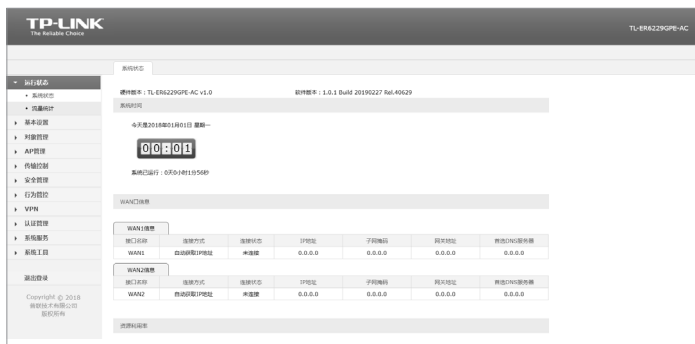 TP-LINK
The Reliable Choice
TL-ER6229GPE-AC
系统状态
运行状态
系统状态
流量统计
基本设置
对象管理
AP管理
传输控制
安全管理
行为管控
VPN
认证管理
系统服务
系统工具
退出登录
Copyright © 2018
普联技术有限公司
版权所有
硬件版本：TL-ER6229GPE-AC v1.0 软件版本：1.0.1 Build 20190227 Rel.40629
系统时间
今天是2018年01月01日 星期一
00:01
系统已运行：0天0小时1分56秒
WAN口信息
WAN1信息
接口名称 连接方式 连接状态 IP地址 子网掩码 网关地址 首选DNS服务器
WAN1 自动获取IP地址 未连接 0.0.0.0 0.0.0.0 0.0.0.0 0.0.0.0
WAN2信息
接口名称 连接方式 连接状态 IP地址 子网掩码 网关地址 首选DNS服务器
WAN2 自动获取IP地址 未连接 0.0.0.0 0.0.0.0 0.0.0.0 0.0.0.0
资源利用率